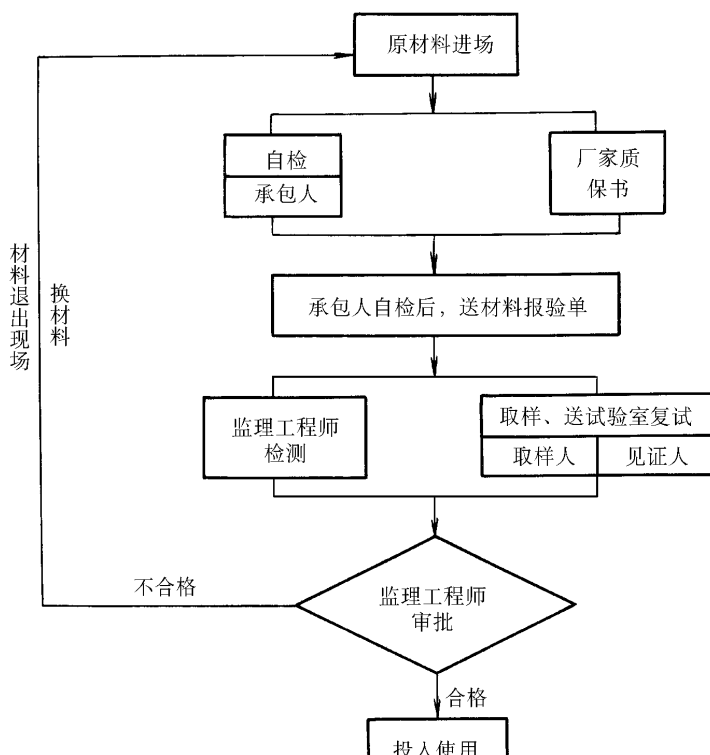 原材料进场
自检
承包人
厂家质
保书
承包人自检后，送材料报验单
材料退出现场
换材料
监理工程师
检测
取样、送试验室复试
取样人
见证人
监理工程师
审批
不合格
合格
投入使用